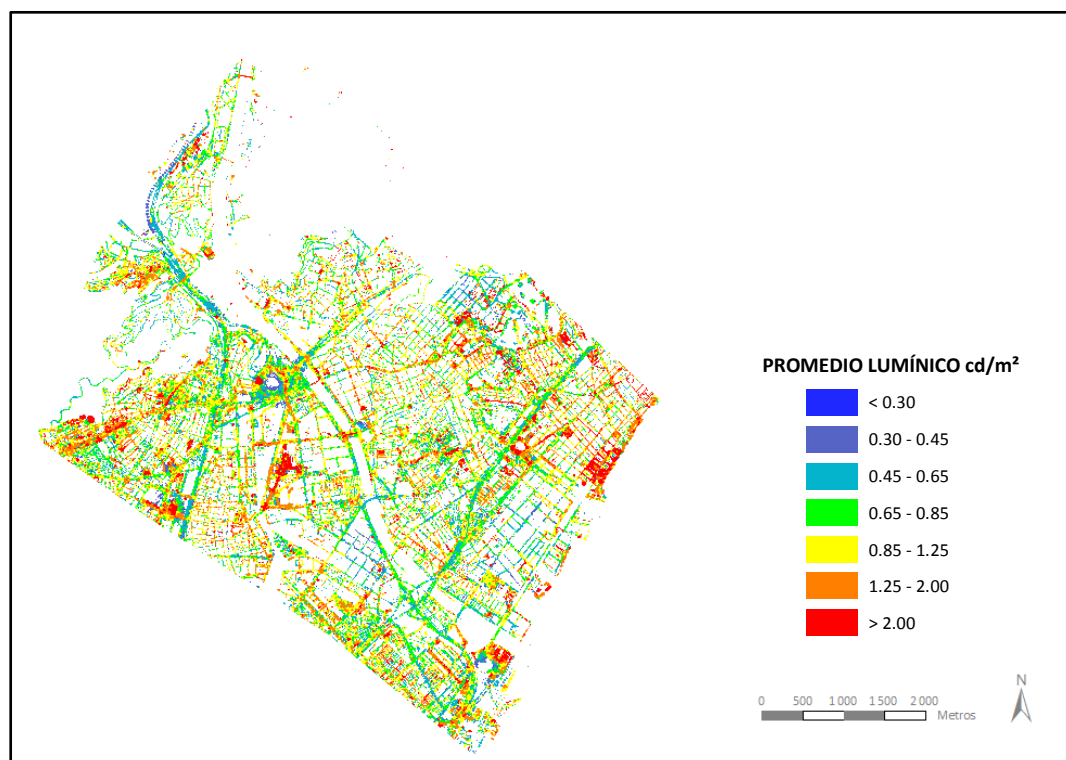 PROMEDIO LUMÍNICO cd/m²
< 0.30
0.30 - 0.45
0.45 - 0.65
0.65 - 0.85
0.85 - 1.25
1.25 - 2.00
> 2.00
N
0 500 1 000 1 500 2 000
Metros